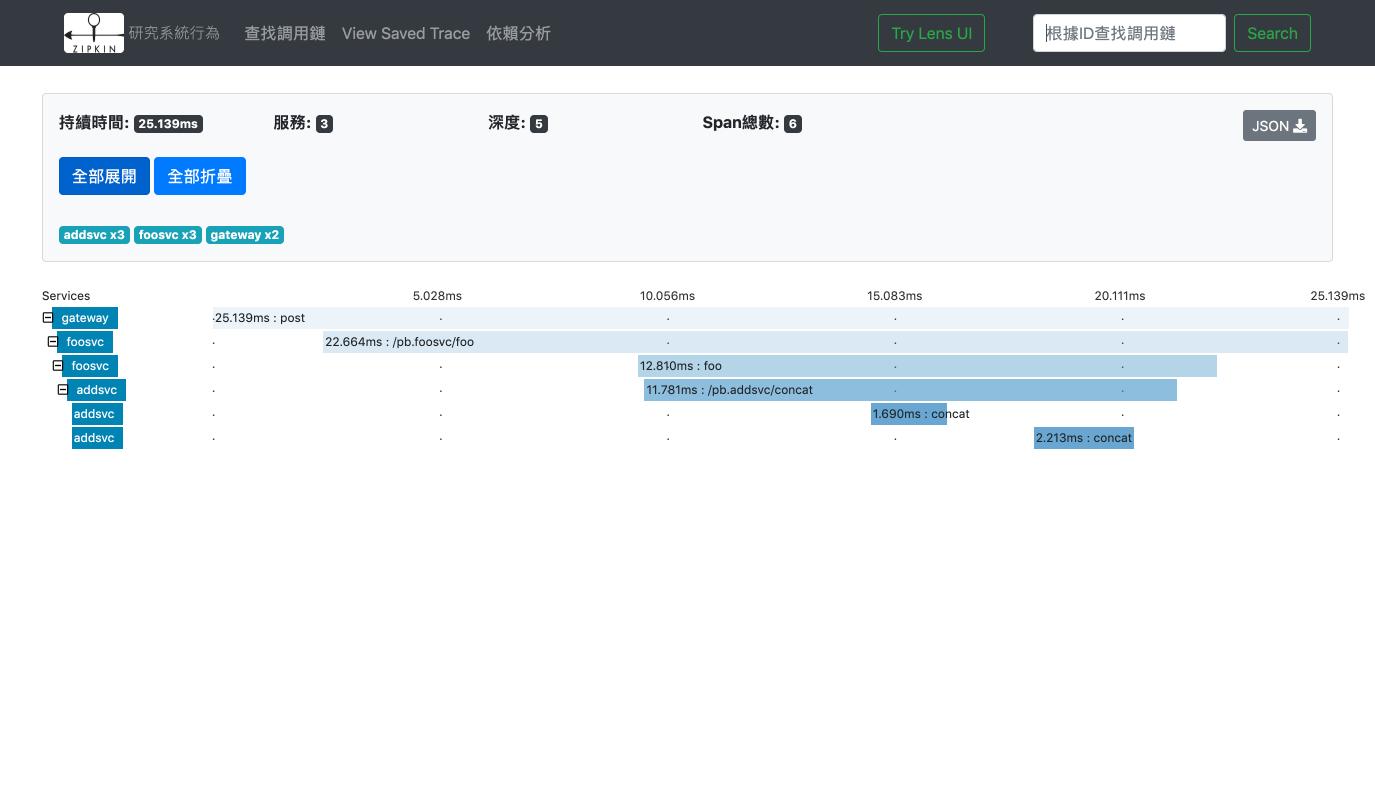 ZIPKIN 研究系統行為 查找調用鏈 View Saved Trace 依賴分析 Try Lens UI 根據ID查找調用鏈 Search
持續時間: 25.139ms 服務: 3 深度: 5 Span總數: 6 JSON
全部展開 全部折疊
addsvc x3 foosvc x3 gateway x2
Services 5.028ms 10.056ms 15.083ms 20.111ms 25.139ms
gateway 25.139ms : post
foosvc 22.664ms : /pb.foosvc/foo
foosvc 12.810ms : foo
addsvc 11.781ms : /pb.addsvc/concat
addsvc 1.690ms : concat
addsvc 2.213ms : concat